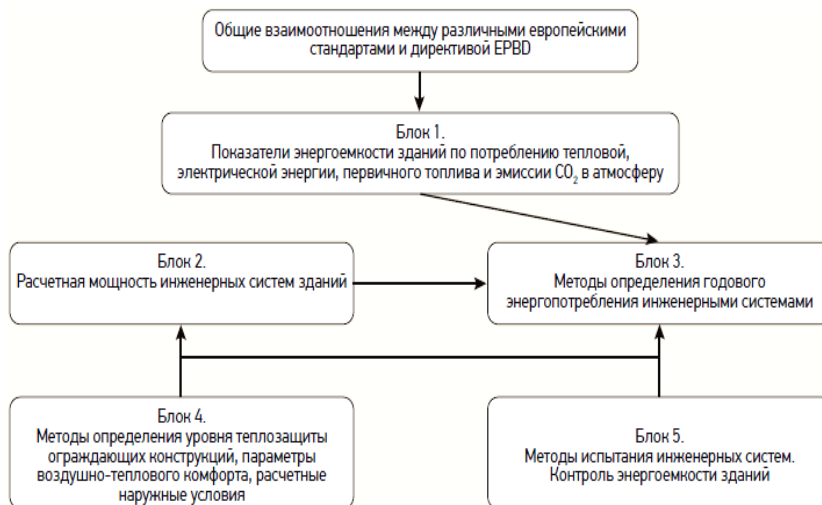 Общие взаимоотношения между различными европейскими
стандартами и директивой EPBD
Блок 1.
Показатели энергоемкости зданий по потреблению тепловой,
электрической энергии, первичного топлива и эмиссии CO₂ в атмосферу
Блок 2.
Расчетная мощность инженерных систем зданий
Блок 3.
Методы определения годового
энергопотребления инженерными системами
Блок 4.
Методы определения уровня теплозащиты
ограждающих конструкций, параметры
воздушно-теплового комфорта, расчетные
наружные условия
Блок 5.
Методы испытания инженерных систем.
Контроль энергоемкости зданий